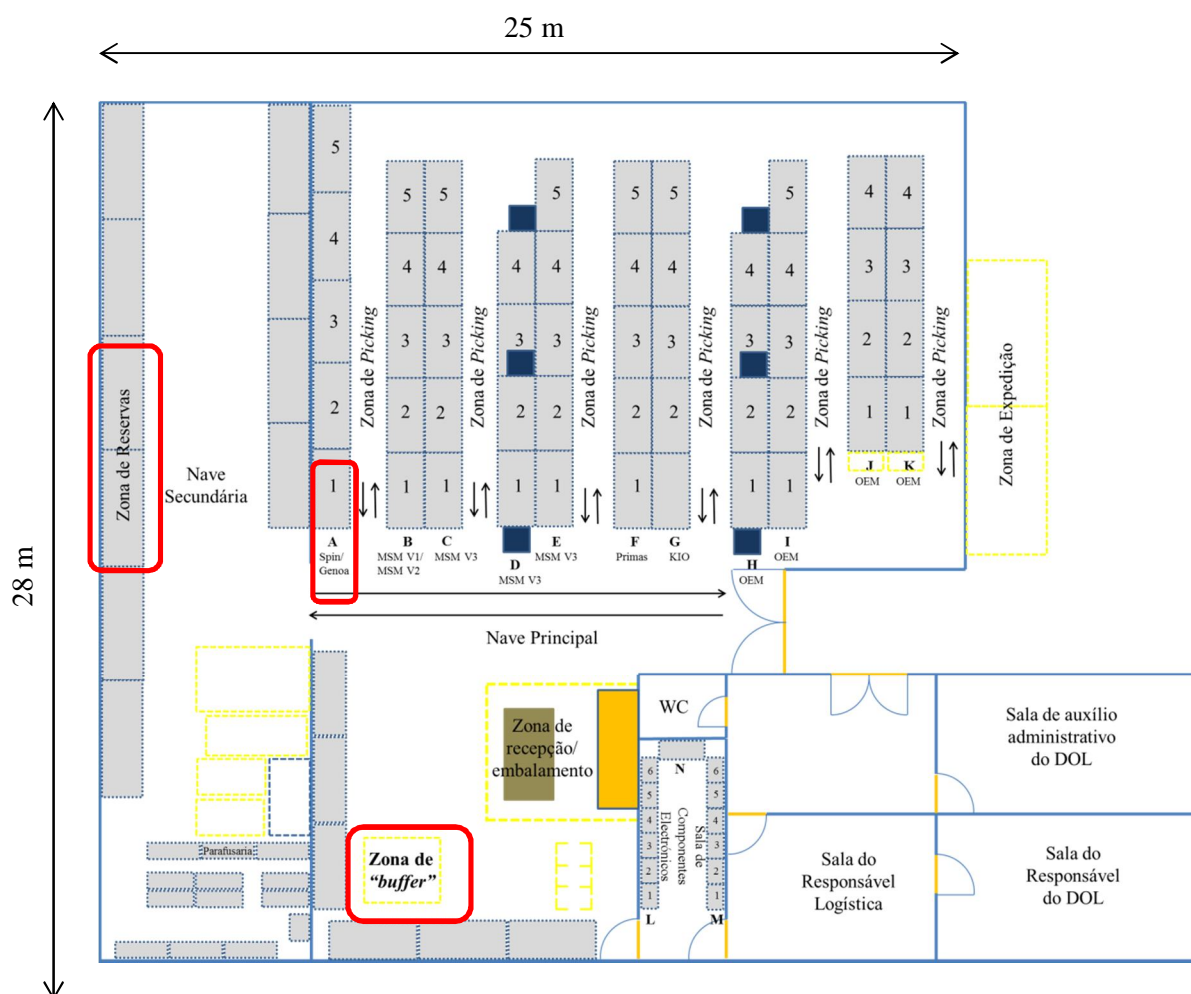 25 m
28 m
5
4
3
2
1
A
Spin/
Genoa
Zona de Picking
5
4
3
2
1
B
MSM V1/
MSM V2
5
4
3
2
1
C
MSM V3
Zona de Picking
4
3
2
1
D
MSM V3
5
4
3
2
1
E
MSM V3
Zona de Picking
5
4
3
2
1
F
Primas
5
4
3
2
G
KIO
Zona de Picking
4
3
2
1
H
OEM
5
4
3
2
1
I
OEM
Zona de Picking
4
3
2
1
J
OEM
4
3
2
1
K
OEM
Zona de Picking
Zona de Expedição
Zona de Reservas
Nave
Secundária
Nave Principal
Zona de
recepção/
embalamento
WC
N
6
5
4
3
2
1
L
Sala de
Componentes
Electrónicos
6
5
4
3
2
1
M
Sala de auxílio
administrativo
do DOL
Parafusaria
Zona de
“buffer”
Sala do
Responsável
Logística
Sala do
Responsável
do DOL